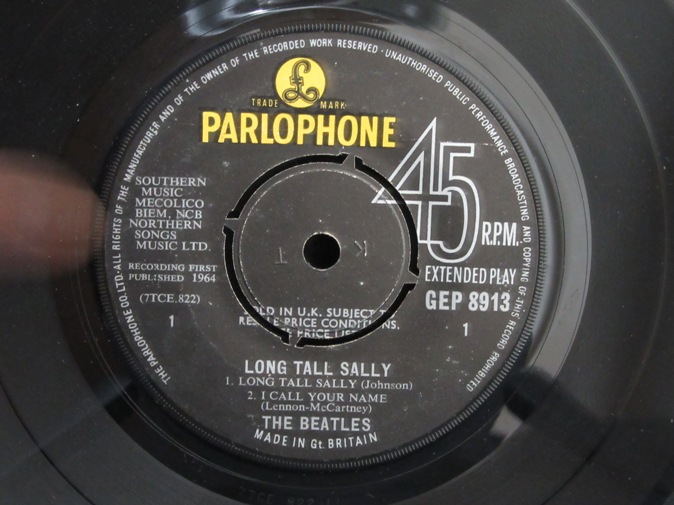 THE PARLOPHONE CO.LTD·ALL RIGHTS OF THE MANUFACTURER AND OF THE OWNER OF THE RECORDED WORK RESERVED·UNAUTHORISED PUBLIC PERFORMANCE BROADCASTING AND COPYING OF THIS RECORD PROHIBITED
£
TRADE MARK
PARLOPHONE
45
R.P.M.
EXTENDED PLAY
GEP 8913
1
SOUTHERN
MUSIC
MECOLICO
BIEM, NCB
NORTHERN
SONGS
MUSIC LTD.
RECORDING FIRST
PUBLISHED 1964
(7TCE.822)
1
K T
IN U.K. SUBJECT
PRICE CONDITIONS.
PRICE
LONG TALL SALLY
1. LONG TALL SALLY (Johnson)
2. I CALL YOUR NAME
(Lennon-McCartney)
THE BEATLES
MADE IN Gt. BRITAIN